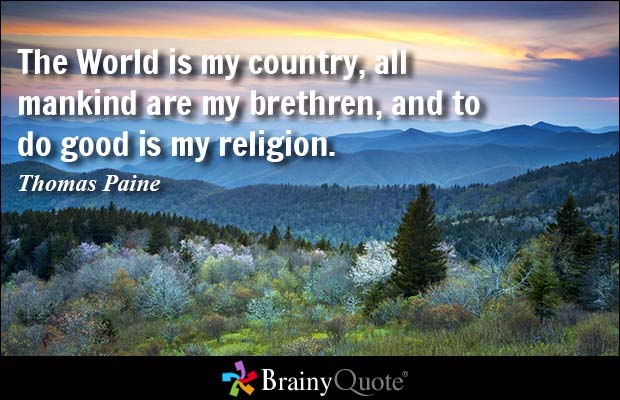 The World is my country, all
mankind are my brethren, and to
do good is my religion.
Thomas Paine
BrainyQuote®